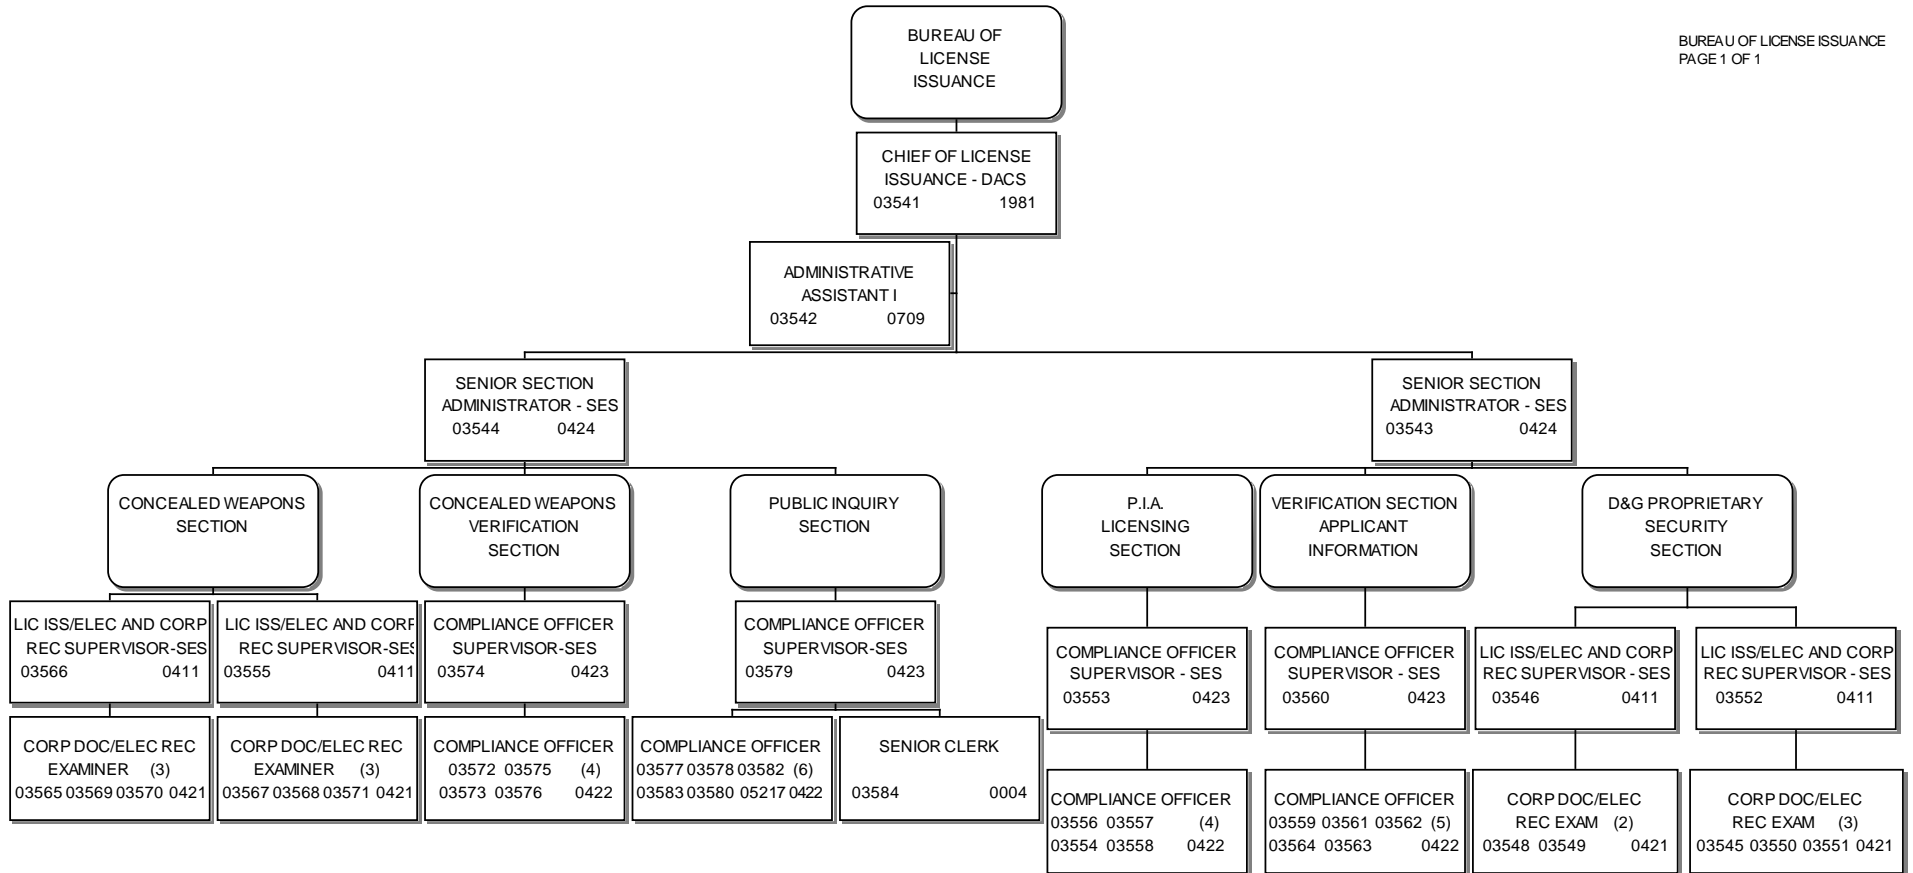 BUREAU OF LICENSE ISSUANCE
PAGE 1 OF 1
BUREAU OF
LICENSE
ISSUANCE
CHIEF OF LICENSE
ISSUANCE - DACS
03541 1981
ADMINISTRATIVE
ASSISTANT I
03542 0709
SENIOR SECTION
ADMINISTRATOR - SES
03544 0424
SENIOR SECTION
ADMINISTRATOR - SES
03543 0424
CONCEALED WEAPONS
SECTION
CONCEALED WEAPONS
VERIFICATION
SECTION
PUBLIC INQUIRY
SECTION
P.I.A.
LICENSING
SECTION
VERIFICATION SECTION
APPLICANT
INFORMATION
D&G PROPRIETARY
SECURITY
SECTION
LIC ISS/ELEC AND CORP
REC SUPERVISOR-SES
03566 0411
LIC ISS/ELEC AND CORP
REC SUPERVISOR-SES
03555 0411
COMPLIANCE OFFICER
SUPERVISOR-SES
03574 0423
COMPLIANCE OFFICER
SUPERVISOR-SES
03579 0423
COMPLIANCE OFFICER
SUPERVISOR - SES
03553 0423
COMPLIANCE OFFICER
SUPERVISOR - SES
03560 0423
LIC ISS/ELEC AND CORP
REC SUPERVISOR - SES
03546 0411
LIC ISS/ELEC AND CORP
REC SUPERVISOR - SES
03552 0411
CORP DOC/ELEC REC
EXAMINER (3)
03565 03569 03570 0421
CORP DOC/ELEC REC
EXAMINER (3)
03567 03568 03571 0421
COMPLIANCE OFFICER
03572 03575 (4)
03573 03576 0422
COMPLIANCE OFFICER
03577 03578 03582 (6)
03583 03580 05217 0422
SENIOR CLERK
03584 0004
COMPLIANCE OFFICER
03556 03557 (4)
03554 03558 0422
COMPLIANCE OFFICER
03559 03561 03562 (5)
03564 03563 0422
CORP DOC/ELEC
REC EXAM (2)
03548 03549 0421
CORP DOC/ELEC
REC EXAM (3)
03545 03550 03551 0421